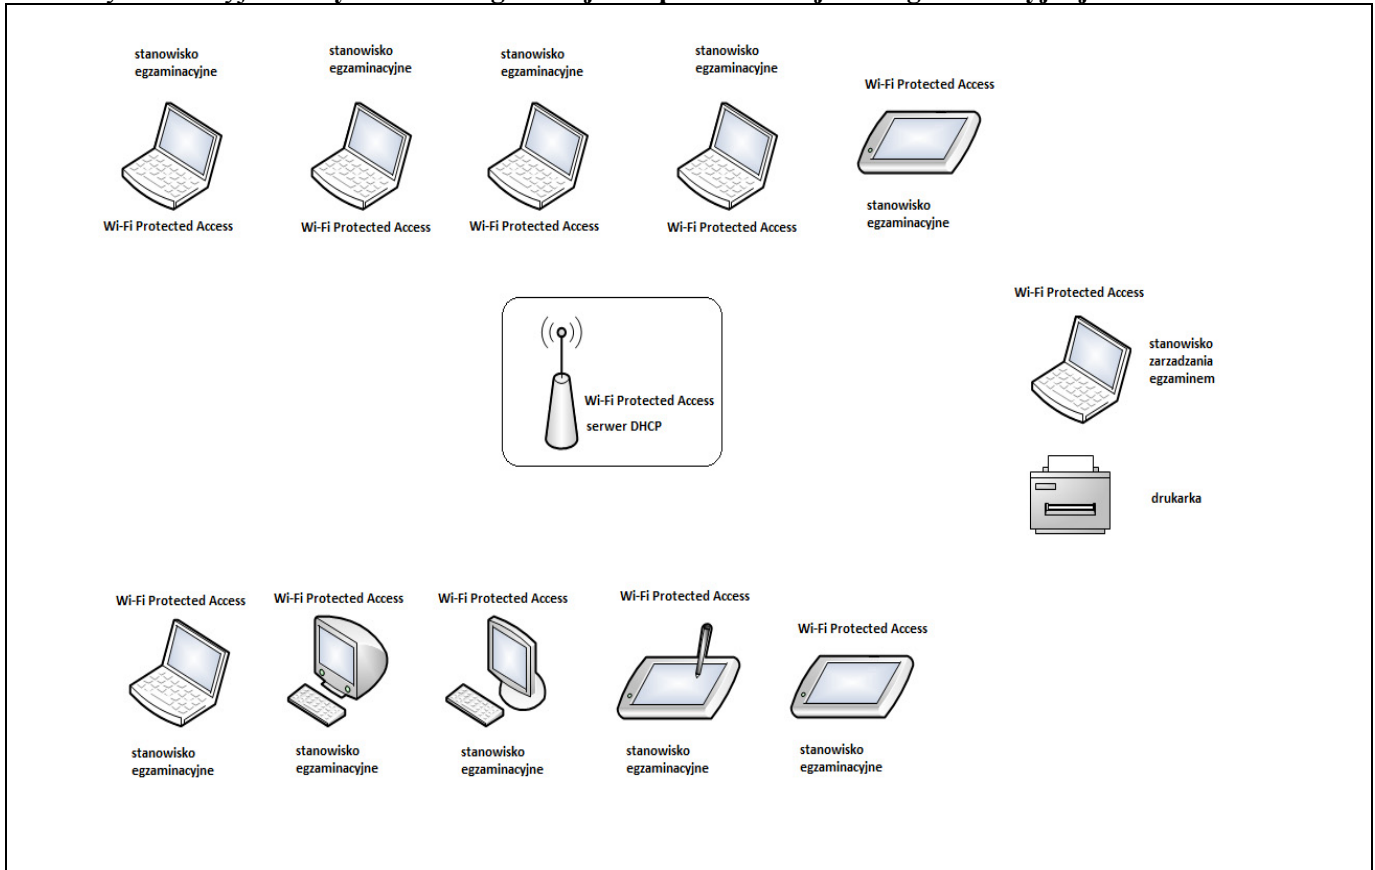 stanowisko
egzaminacyjne
stanowisko
egzaminacyjne
stanowisko
egzaminacyjne
stanowisko
egzaminacyjne
Wi-Fi Protected Access
Wi-Fi Protected Access
Wi-Fi Protected Access
Wi-Fi Protected Access
Wi-Fi Protected Access
stanowisko
egzaminacyjne
Wi-Fi Protected Access
stanowisko
zarzadzania
egzaminem
Wi-Fi Protected Access
serwer DHCP
drukarka
Wi-Fi Protected Access
Wi-Fi Protected Access
Wi-Fi Protected Access
Wi-Fi Protected Access
Wi-Fi Protected Access
stanowisko
egzaminacyjne
stanowisko
egzaminacyjne
stanowisko
egzaminacyjne
stanowisko
egzaminacyjne
stanowisko
egzaminacyjne